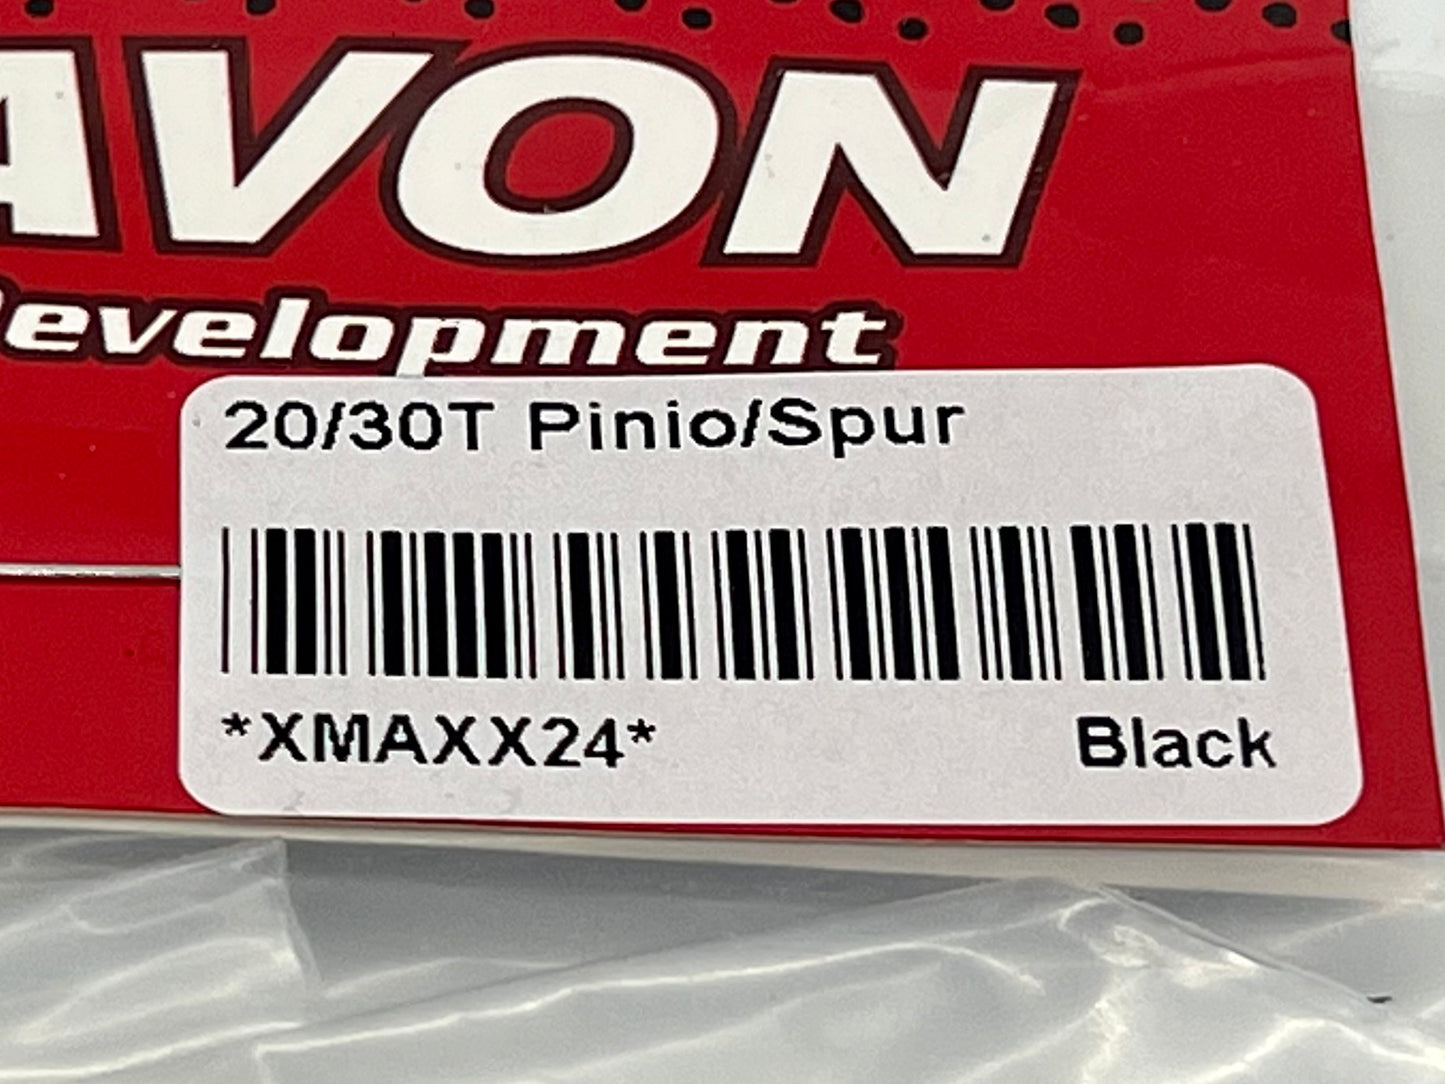 AVON
Development
20/30T Pinio/Spur
*XMAXX24*
Black